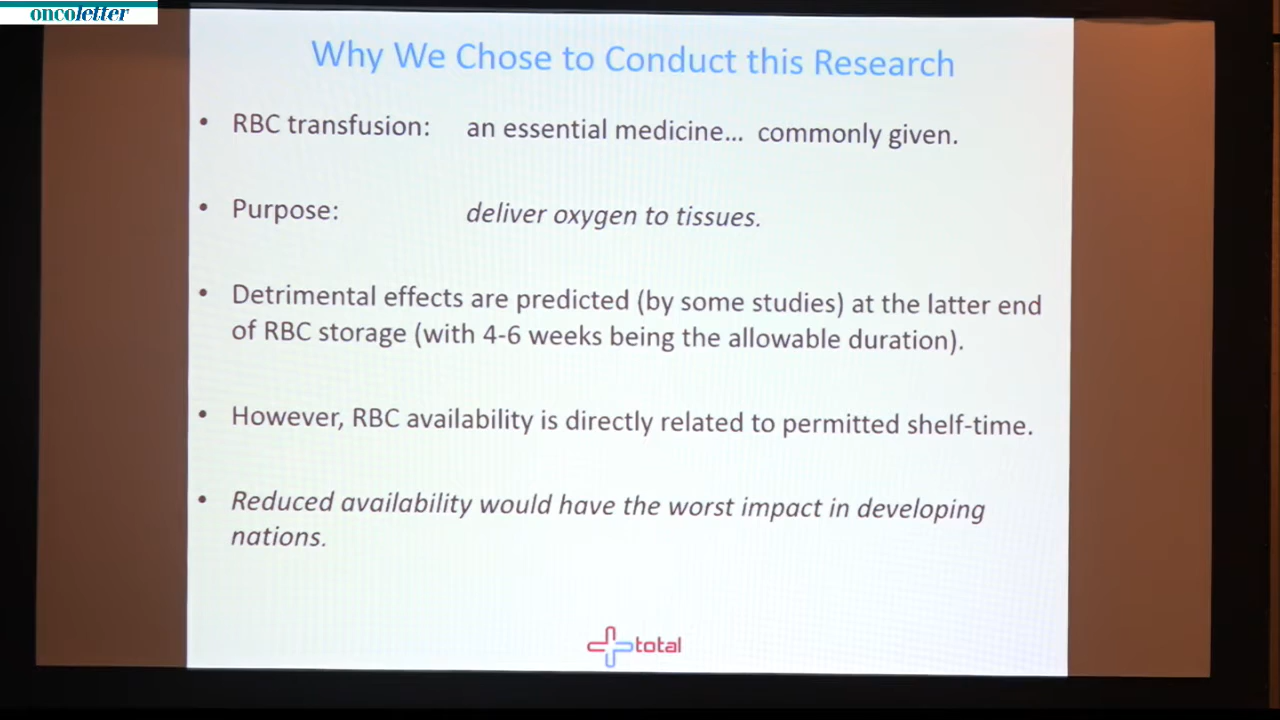 oncoletter
Why We Chose to Conduct this Research
• RBC transfusion: an essential medicine... commonly given.
• Purpose: deliver oxygen to tissues.
• Detrimental effects are predicted (by some studies) at the latter end
of RBC storage (with 4-6 weeks being the allowable duration).
• However, RBC availability is directly related to permitted shelf-time.
• Reduced availability would have the worst impact in developing
nations.
total